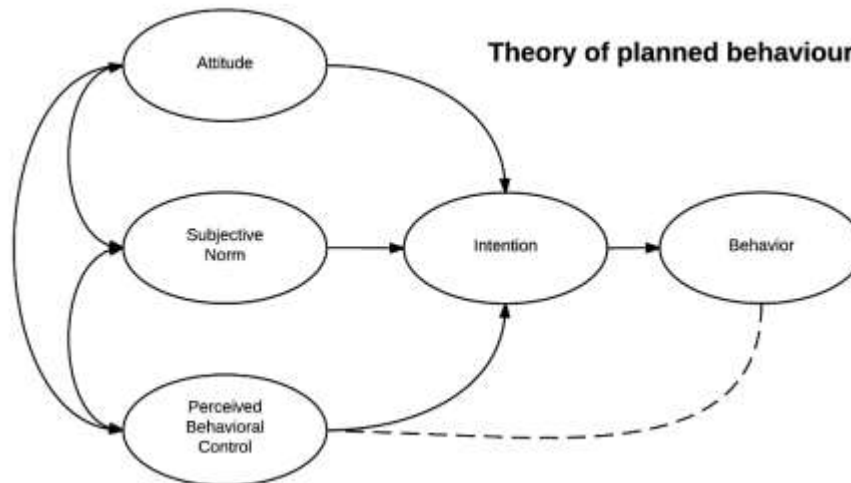 Attitude
Theory of planned behaviour
Subjective
Norm
Intention
Behavior
Perceived
Behavioral
Control